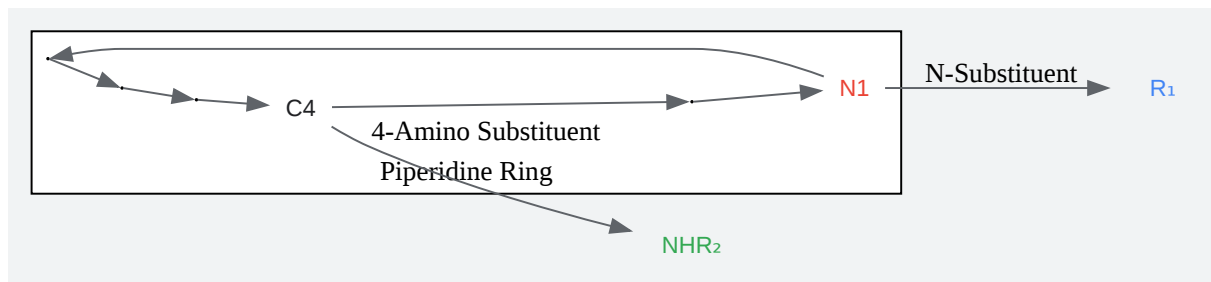 N-Substituent
N1
R₁
C4
4-Amino Substituent
Piperidine Ring
NHR₂